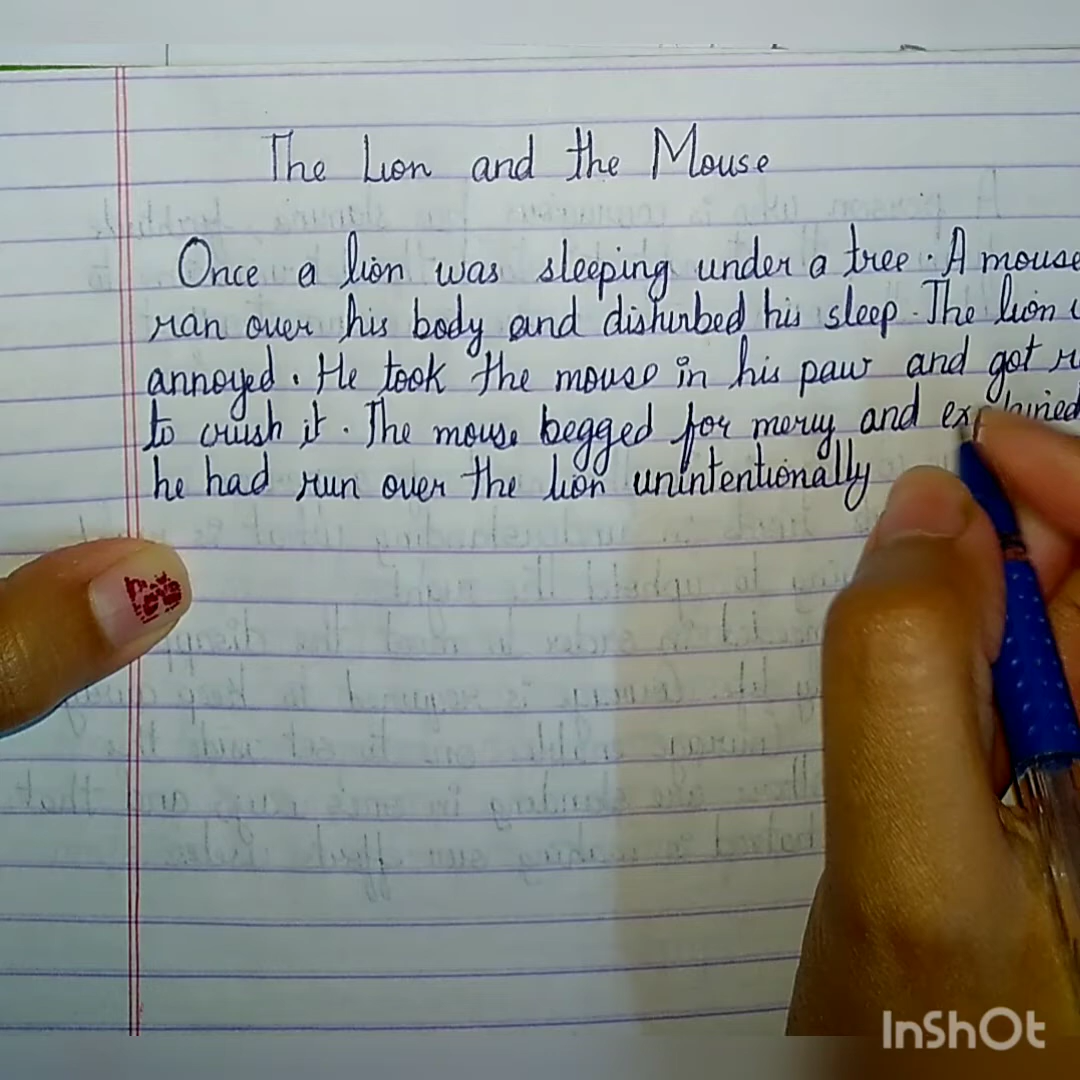 The Lion and the Mouse
Once a lion was sleeping under a tree. A mouse
ran over his body and disturbed his sleep. The lion
annoyed. He took the mouse in his paw and got
to crush it. The mouse begged for mercy and
he had run over the lion unintentionally
InShOt